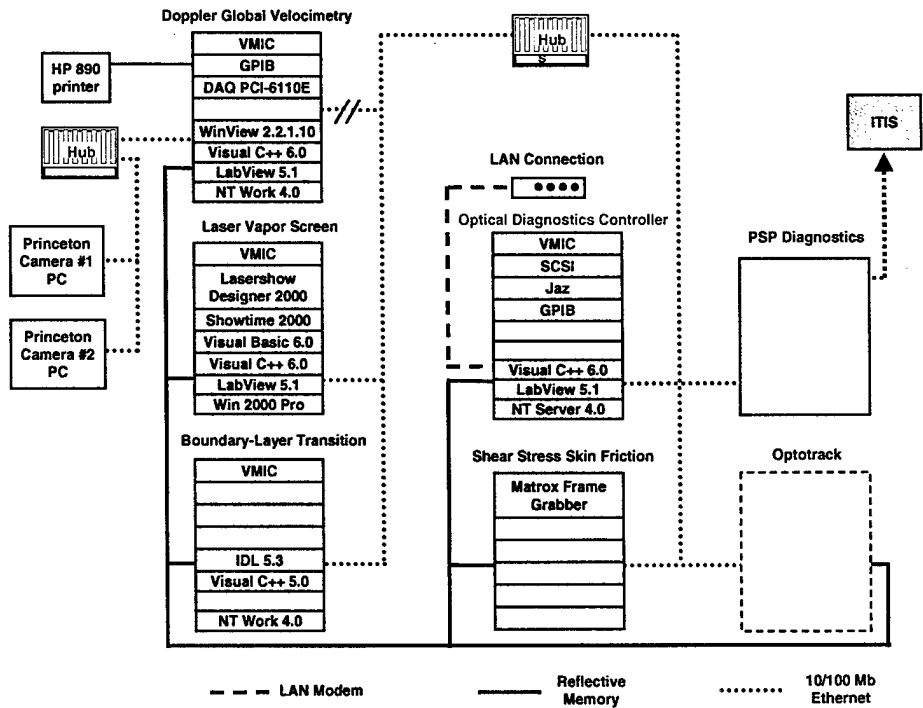 Doppler Global Velocimetry
VMIC
GPIB
DAQ PCI-6110E
WinView 2.2.1.10
Visual C++ 6.0
LabView 5.1
NT Work 4.0
HP 890
printer
Hub
Princeton
Camera #1
PC
Princeton
Camera #2
PC
Laser Vapor Screen
VMIC
Lasershow
Designer 2000
Showtime 2000
Visual Basic 6.0
Visual C++ 6.0
LabView 5.1
Win 2000 Pro
Boundary-Layer Transition
VMIC
IDL 5.3
Visual C++ 5.0
NT Work 4.0
Hub
S
LAN Connection
Optical Diagnostics Controller
VMIC
SCSI
Jaz
GPIB
Visual C++ 6.0
LabView 5.1
NT Server 4.0
Shear Stress Skin Friction
Matrox Frame
Grabber
ITIS
PSP Diagnostics
Optotrack
LAN Modem
Reflective
Memory
10/100 Mb
Ethernet